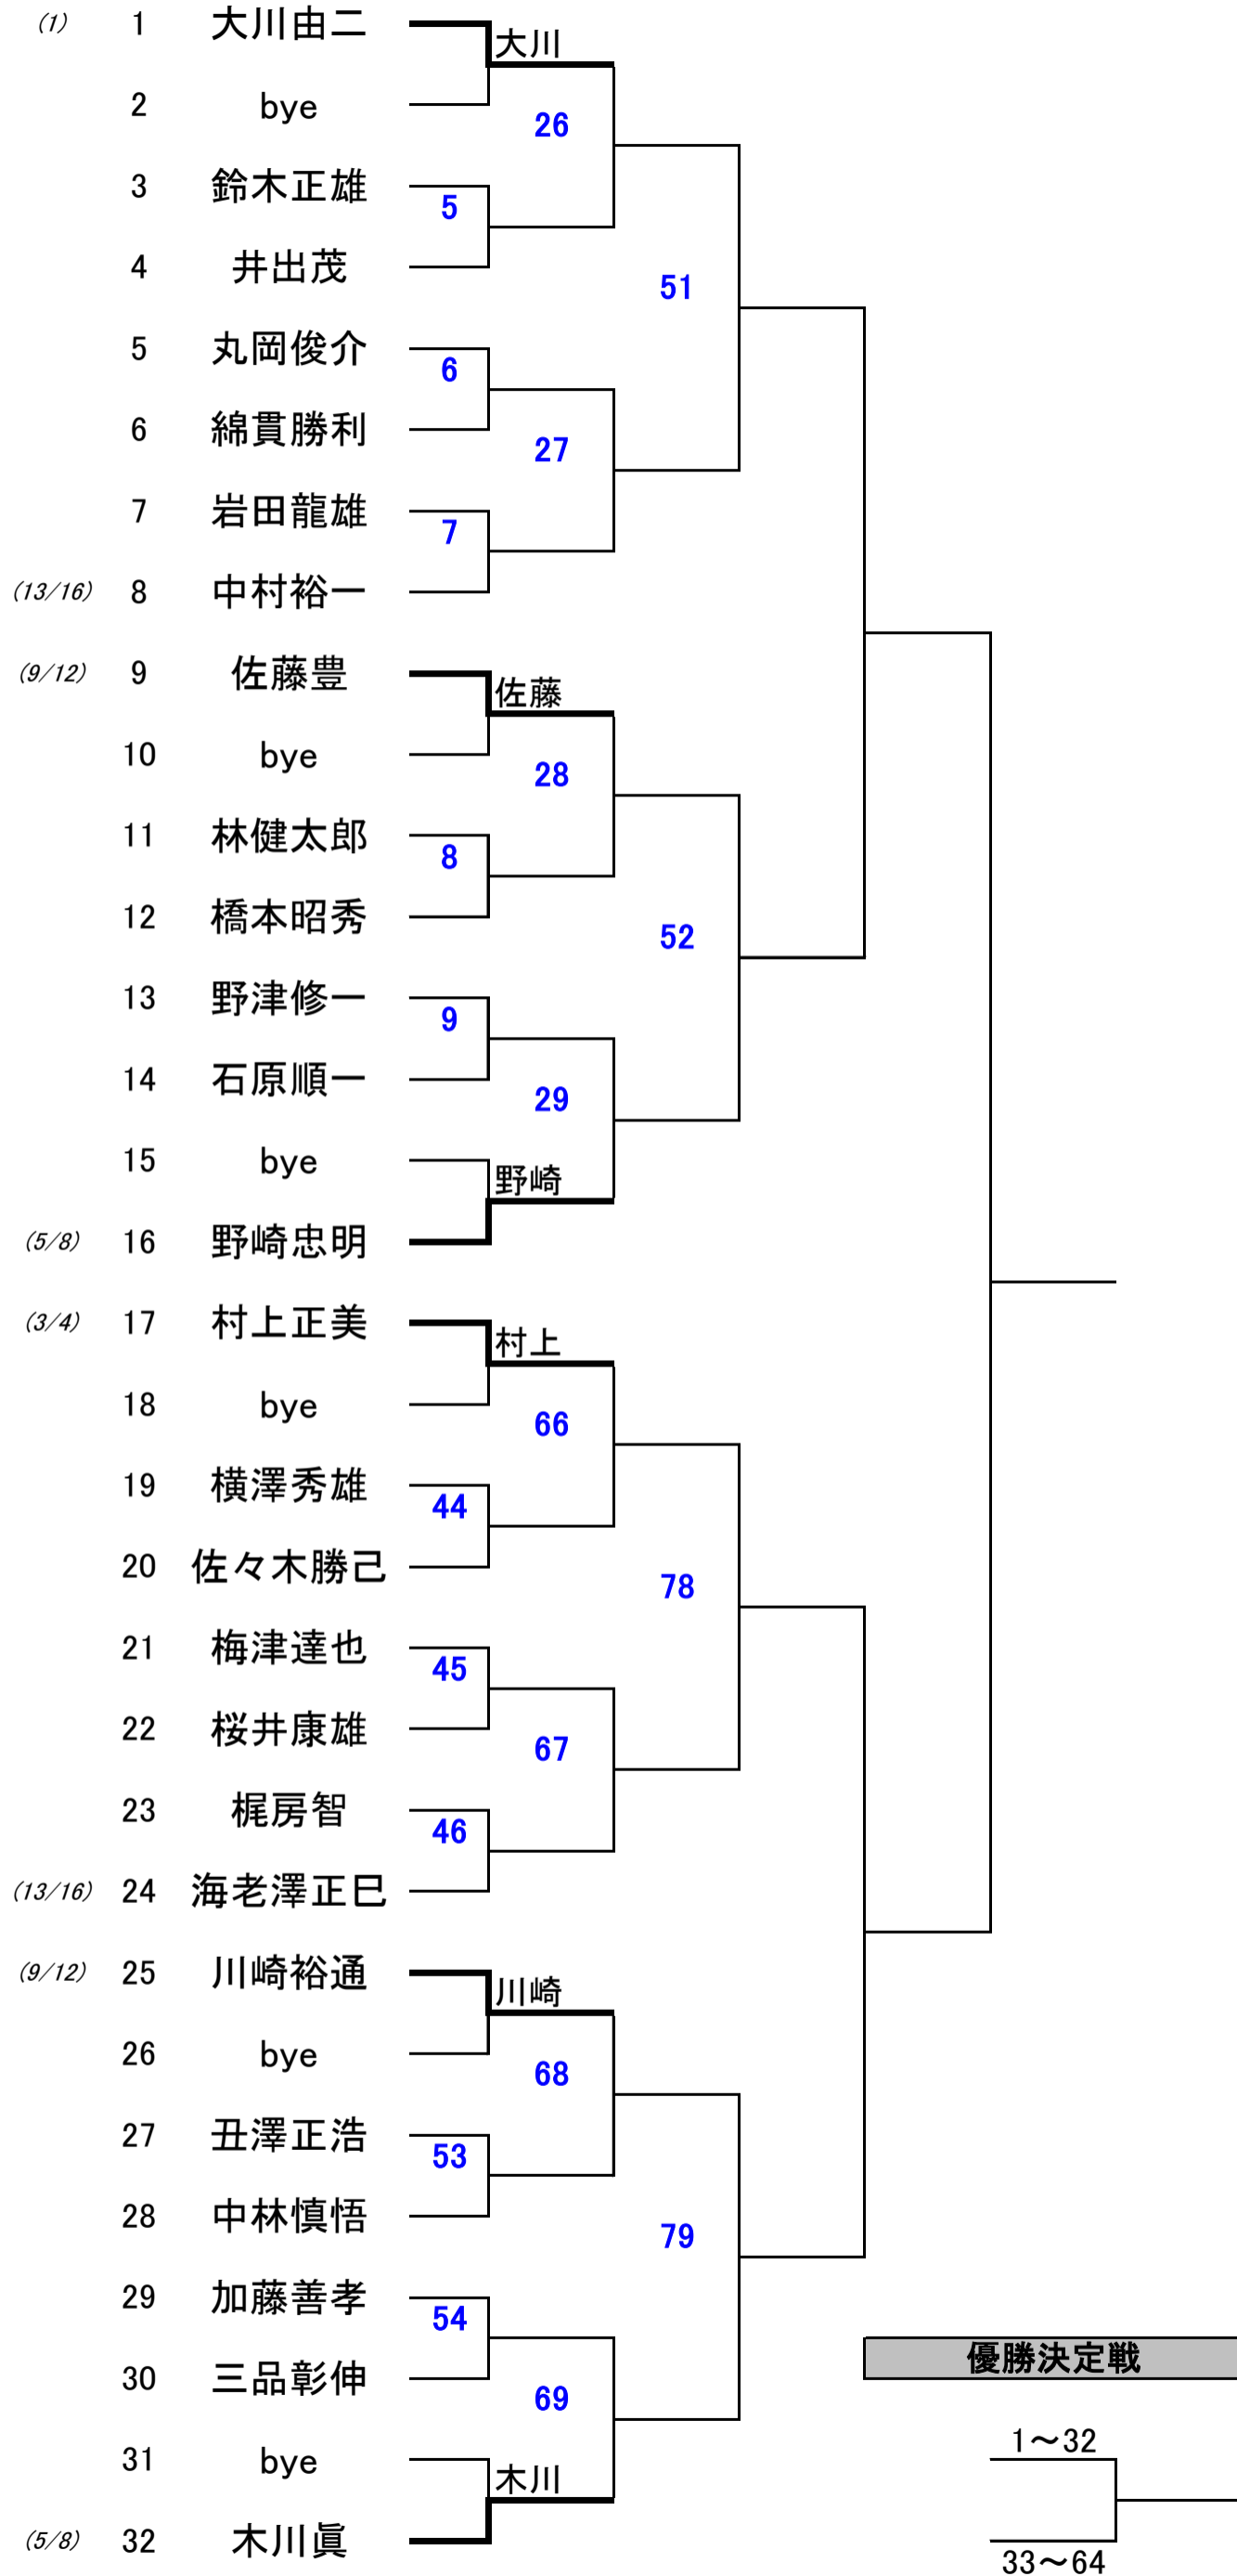 (1) 1 大川由二
大川
2 bye
26
3 鈴木正雄
5
4 井出茂
51
5 丸岡俊介
6
6 綿貫勝利
27
7 岩田龍雄
7
(13/16) 8 中村裕一
(9/12) 9 佐藤豊
佐藤
10 bye
28
11 林健太郎
8
12 橋本昭秀
52
13 野津修一
9
14 石原順一
29
15 bye
野崎
(5/8) 16 野崎忠明
(3/4) 17 村上正美
村上
18 bye
66
19 横澤秀雄
44
20 佐々木勝己
78
21 梅津達也
45
22 桜井康雄
67
23 梶房智
46
(13/16) 24 海老澤正巳
(9/12) 25 川崎裕通
川崎
26 bye
68
27 丑澤正浩
53
28 中林慎悟
79
29 加藤善孝
54
優勝決定戦
30 三品彰伸
69
1～32
31 bye
木川
(5/8) 32 木川眞
33～64